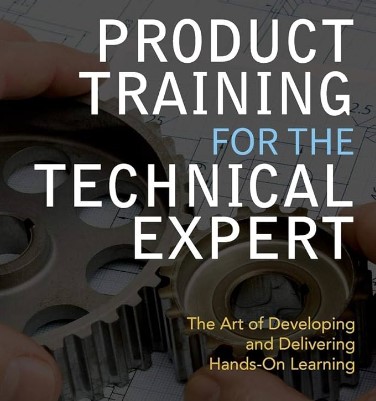 PRODUCT
TRAINING
FOR THE
TECHNICAL
EXPERT
The Art of Developing
and Delivering
Hands-On Learning